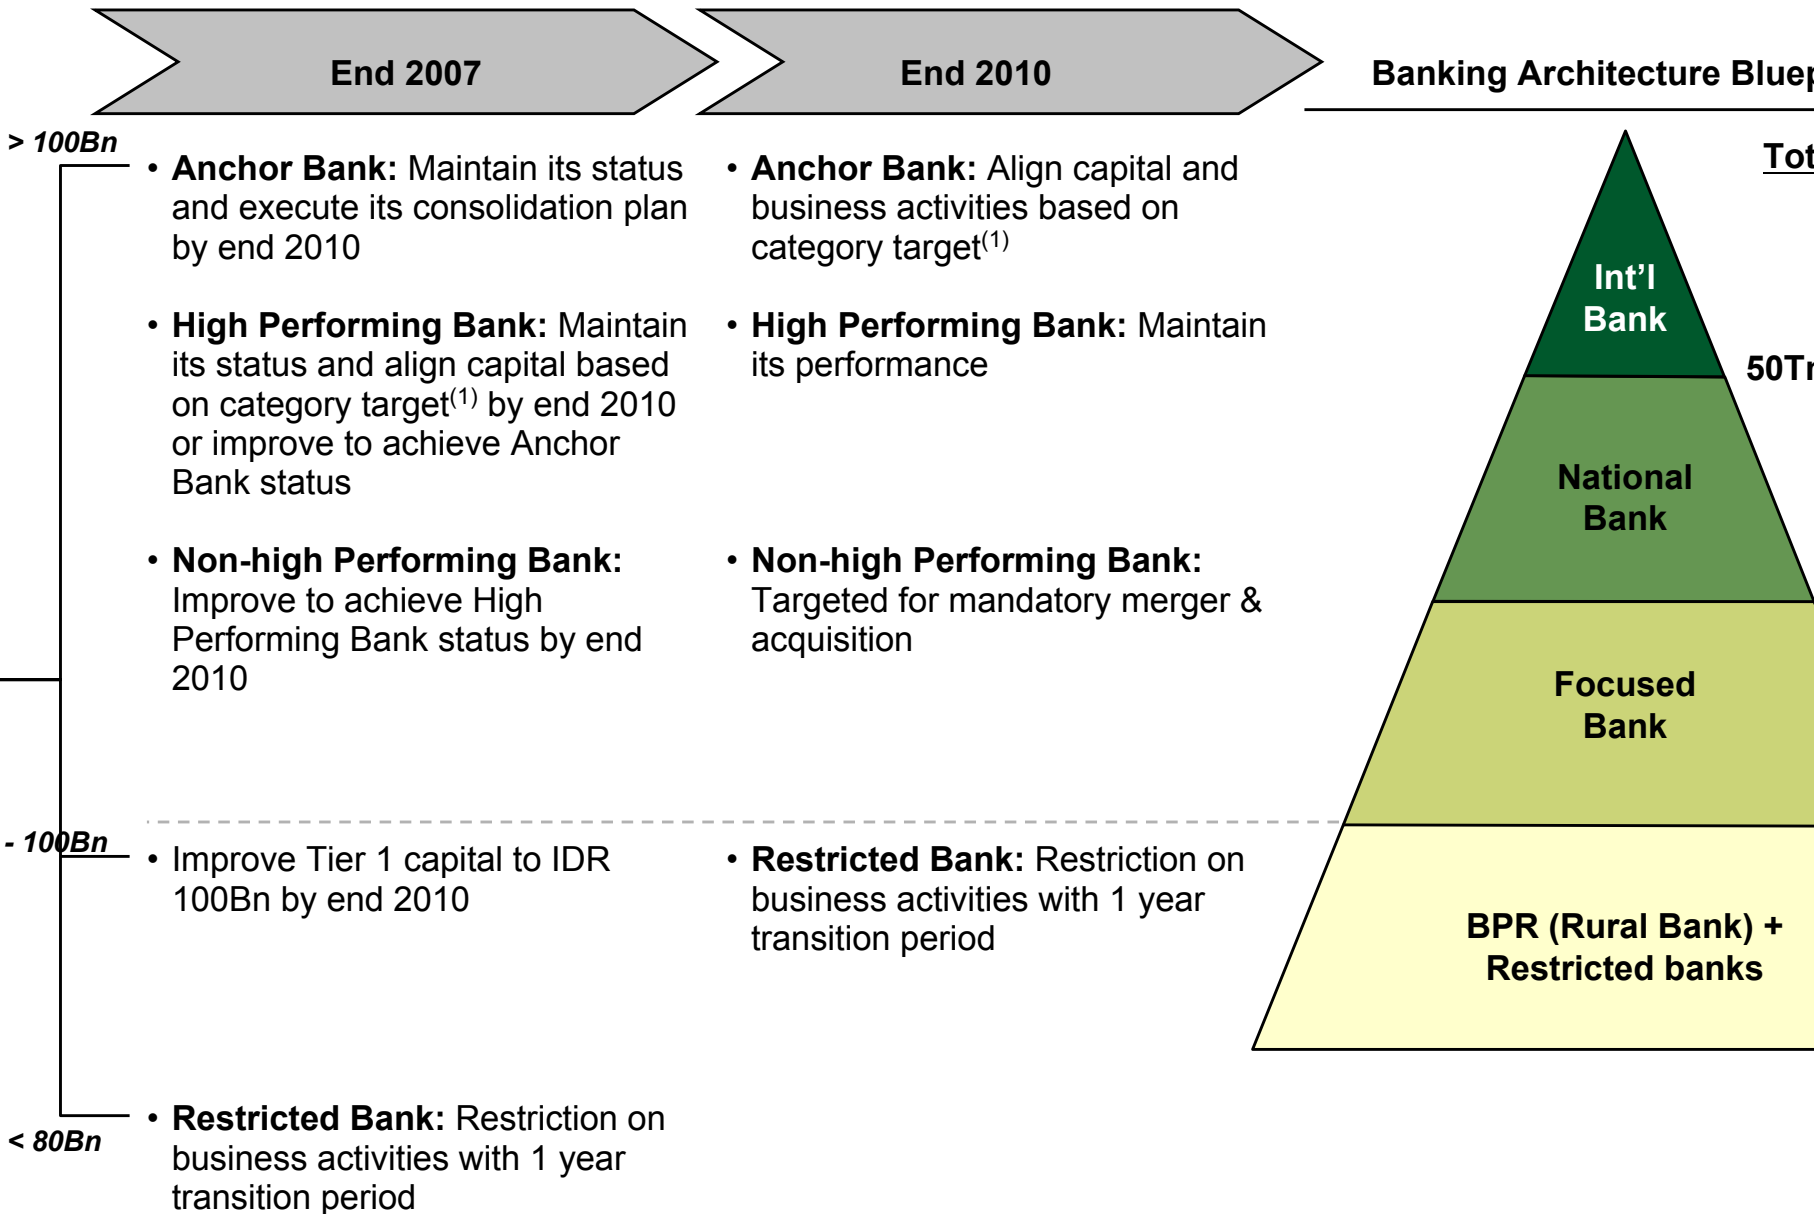 End 2007
End 2010
Banking Architecture
> 100Bn
• Anchor Bank: Maintain its status
and execute its consolidation plan
by end 2010
• High Performing Bank: Maintain
its status and align capital based
on category target(1) by end 2010
or improve to achieve Anchor
Bank status
• Non-high Performing Bank:
Improve to achieve High
Performing Bank status by end
2010
• Anchor Bank: Align capital and
business activities based on
category target(1)
• High Performing Bank: Maintain
its performance
• Non-high Performing Bank:
Targeted for mandatory merger &
acquisition
- 100Bn
• Improve Tier 1 capital to IDR
100Bn by end 2010
• Restricted Bank: Restriction on
business activities with 1 year
transition period
< 80Bn
• Restricted Bank: Restriction on
business activities with 1 year
transition period
Int'l
Bank
National
Bank
Focused
Bank
BPR (Rural Bank) +
Restricted banks